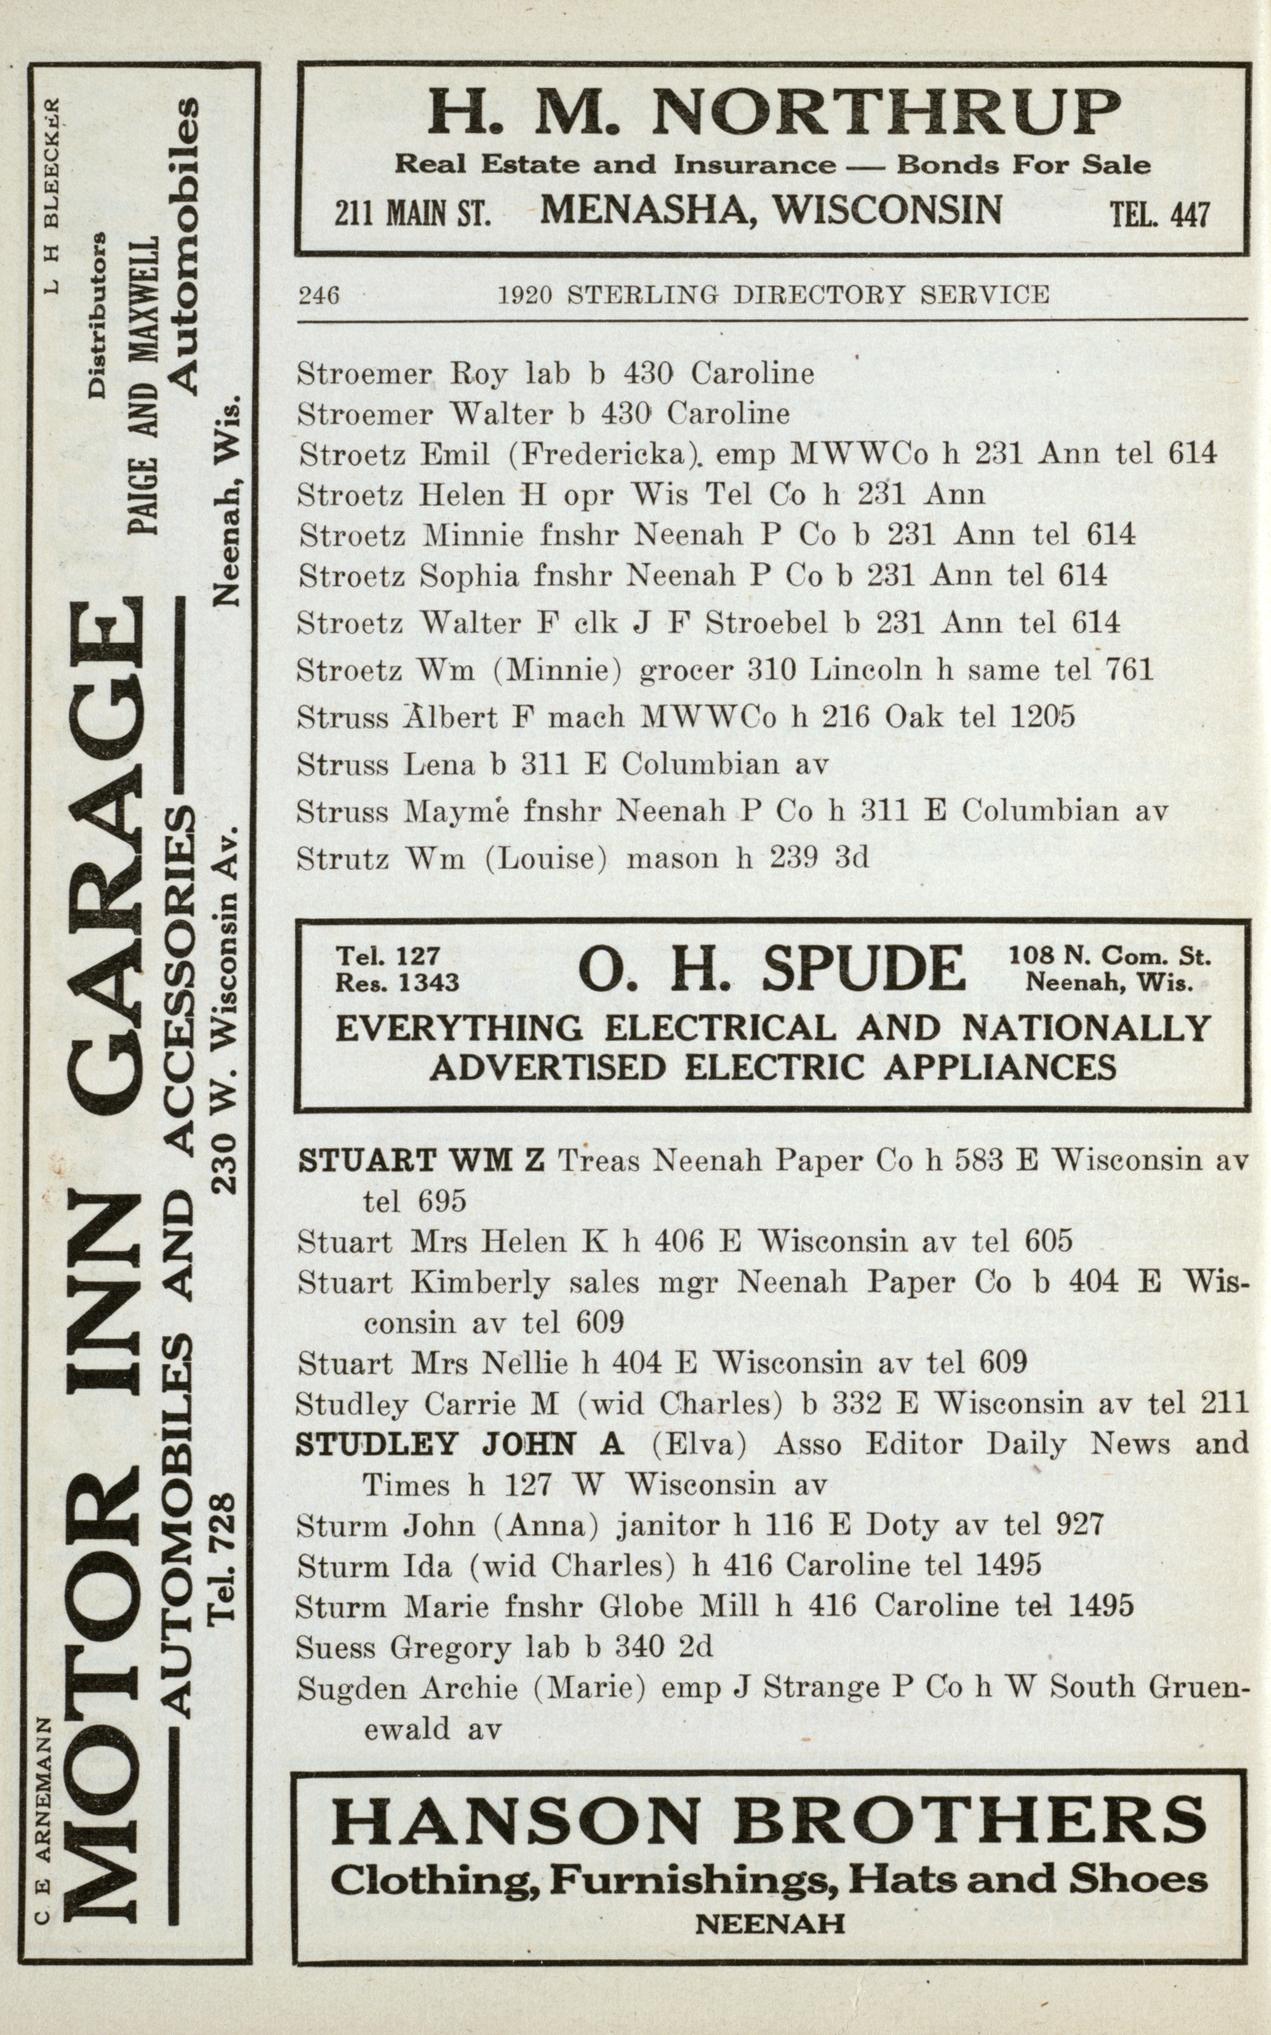 H. M. NORTHRUP
Real Estate and Insurance — Bonds For Sale
211 MAIN ST. MENASHA, WISCONSIN TEL. 447
246 1920 STERLING DIRECTORY SERVICE
Stroemer Roy lab b 430 Caroline
Stroemer Walter b 430 Caroline
Stroetz Emil (Fredericka). emp MWWCo h 231 Ann tel 614
Stroetz Helen H opr Wis Tel Co h 231 Ann
Stroetz Minnie fnshr Neenah P Co b 231 Ann tel 614
Stroetz Sophia fnshr Neenah P Co b 231 Ann tel 614
Stroetz Walter F clk J F Stroebel b 231 Ann tel 614
Stroetz Wm (Minnie) grocer 310 Lincoln h same tel 761
Struss Albert F mach MWWCo h 216 Oak tel 1205
Struss Lena b 311 E Columbian av
Struss Mayme fnshr Neenah P Co h 311 E Columbian av
Strutz Wm (Louise) mason h 239 3d
Tel. 127 O. H. SPUDE 108 N. Com. St.
Res. 1343 Neenah, Wis.
EVERYTHING ELECTRICAL AND NATIONALLY
ADVERTISED ELECTRIC APPLIANCES
STUART WM Z Treas Neenah Paper Co h 583 E Wisconsin av
tel 695
Stuart Mrs Helen K h 406 E Wisconsin av tel 605
Stuart Kimberly sales mgr Neenah Paper Co b 404 E Wis-
consin av tel 609
Stuart Mrs Nellie h 404 E Wisconsin av tel 609
Studley Carrie M (wid Charles) b 332 E Wisconsin av tel 211
STUDLEY JOHN A (Elva) Asso Editor Daily News and
Times h 127 W Wisconsin av
Sturm John (Anna) janitor h 116 E Doty av tel 927
Sturm Ida (wid Charles) h 416 Caroline tel 1495
Sturm Marie fnshr Globe Mill h 416 Caroline tel 1495
Suess Gregory lab b 340 2d
Sugden Archie (Marie) emp J Strange P Co h W South Gruen-
ewald av
HANSON BROTHERS
Clothing, Furnishings, Hats and Shoes
NEENAH
C E ARNEMANN L H BLEECKER
MOTOR INN GARAGE
Distributors
PAIGE AND MAXWELL
Automobiles
AUTOMOBILES AND ACCESSORIES
Tel. 728 230 W. Wisconsin Av. Neenah, Wis.